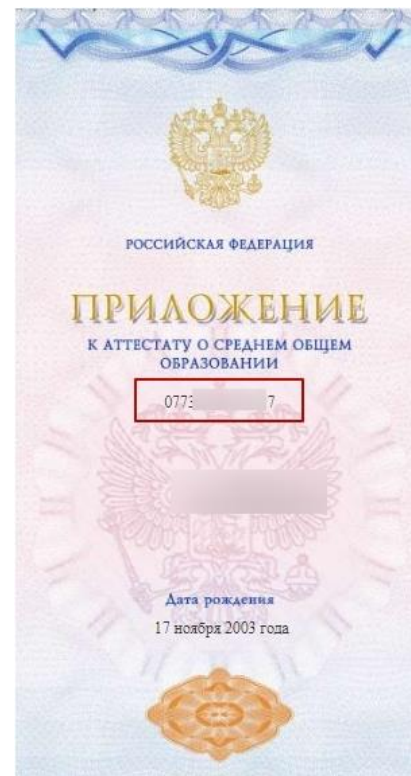 РОССИЙСКАЯ ФЕДЕРАЦИЯ
ПРИЛОЖЕНИЕ
К АТТЕСТАТУ О СРЕДНЕМ ОБЩЕМ
ОБРАЗОВАНИИ
Дата рождения
17 ноября 2003 года